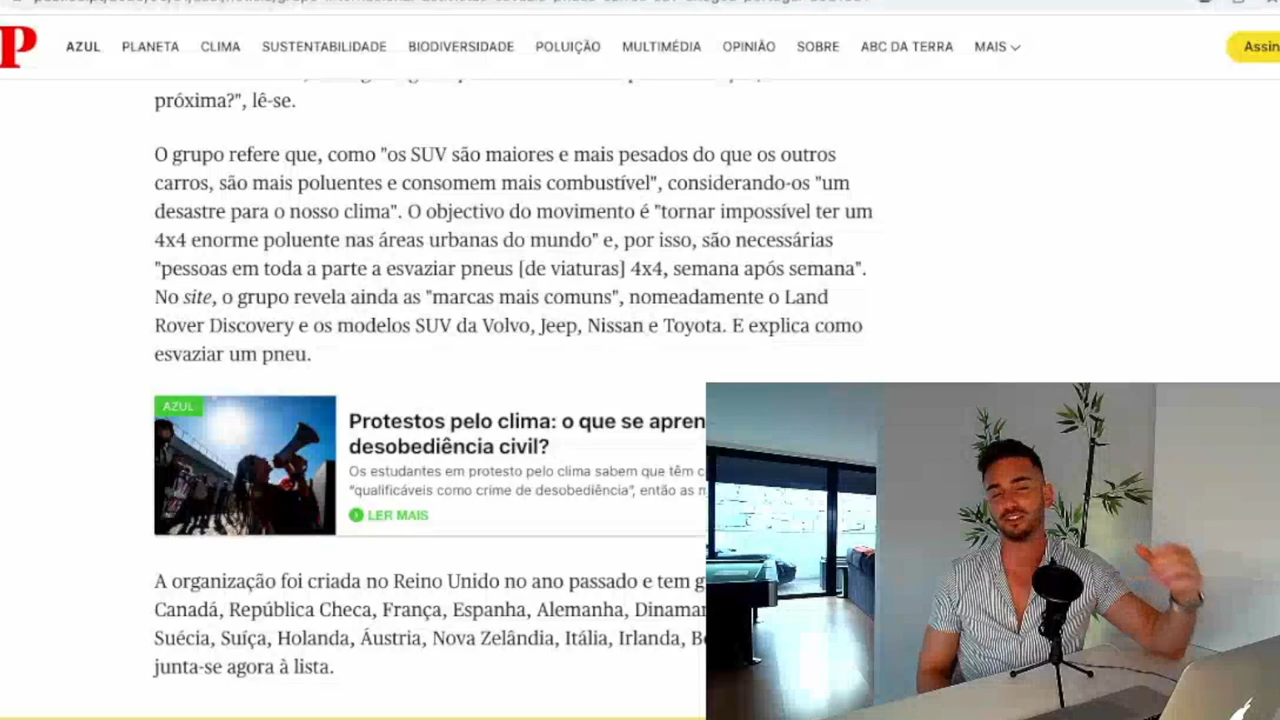 P
AZUL PLANETA CLIMA SUSTENTABILIDADE BIODIVERSIDADE POLUIÇÃO MULTIMÉDIA OPINIÃO SOBRE ABC DA TERRA MAIS
Assin
próxima?", lê-se.
O grupo refere que, como "os SUV são maiores e mais pesados do que os outros
carros, são mais poluentes e consomem mais combustível", considerando-os "um
desastre para o nosso clima". O objectivo do movimento é "tornar impossível ter um
4x4 enorme poluente nas áreas urbanas do mundo" e, por isso, são necessárias
"pessoas em toda a parte a esvaziar pneus [de viaturas] 4x4, semana após semana".
No site, o grupo revela ainda as "marcas mais comuns", nomeadamente o Land
Rover Discovery e os modelos SUV da Volvo, Jeep, Nissan e Toyota. E explica como
esvaziar um pneu.
AZUL
Protestos pelo clima: o que se apren
desobediência civil?
Os estudantes em protesto pelo clima sabem que têm c
"qualificáveis como crime de desobediência", então as n
LER MAIS
A organização foi criada no Reino Unido no ano passado e tem g
Canadá, República Checa, França, Espanha, Alemanha, Dinamar
Suécia, Suíça, Holanda, Áustria, Nova Zelândia, Itália, Irlanda, B
junta-se agora à lista.